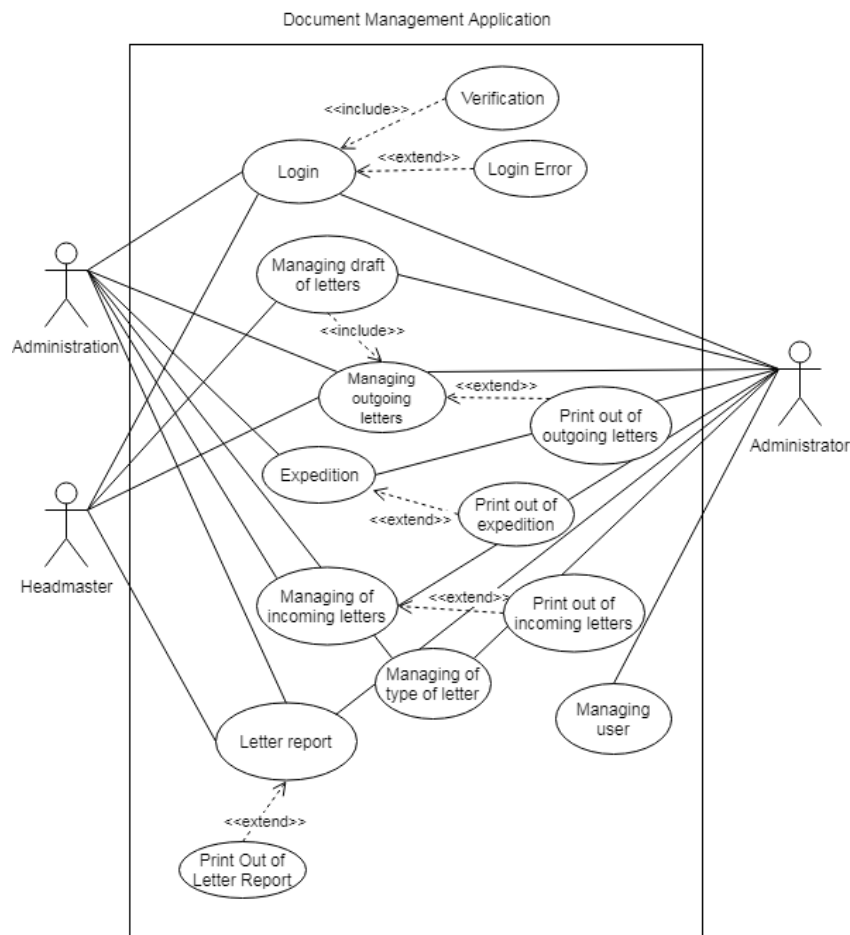 Document Management Application
Verification
<<include>>
Login
<<extend>>
Login Error
Managing draft
of letters
Administration
<<include>>
Managing
outgoing
letters
<<extend>>
Print out of
outgoing letters
Administrator
Expedition
Print out of
expedition
<<extend>>
Headmaster
Managing of
incoming letters
<<extend>>
Print out of
incoming letters
Managing of
type of letter
Managing
user
Letter report
<<extend>>
Print Out of
Letter Report